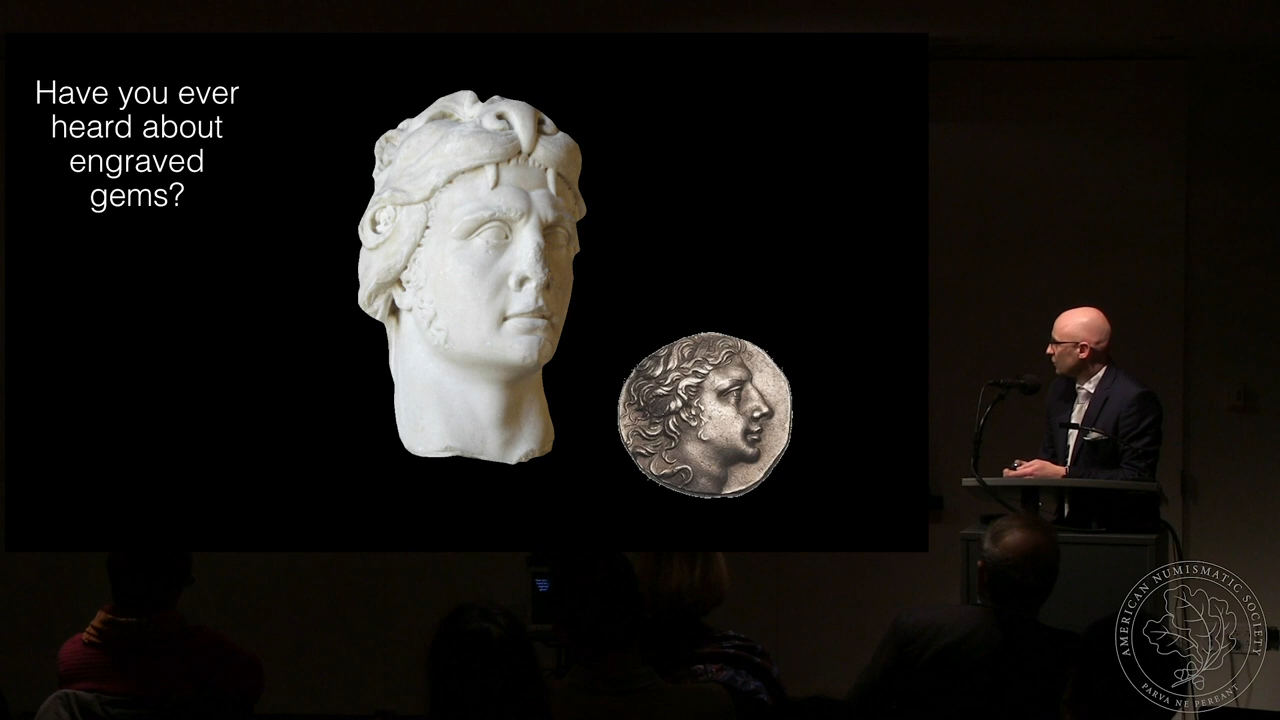 Have you ever
heard about
engraved
gems?
AMERICAN NUMISMATIC SOCIETY
PARVA NE PEREANT